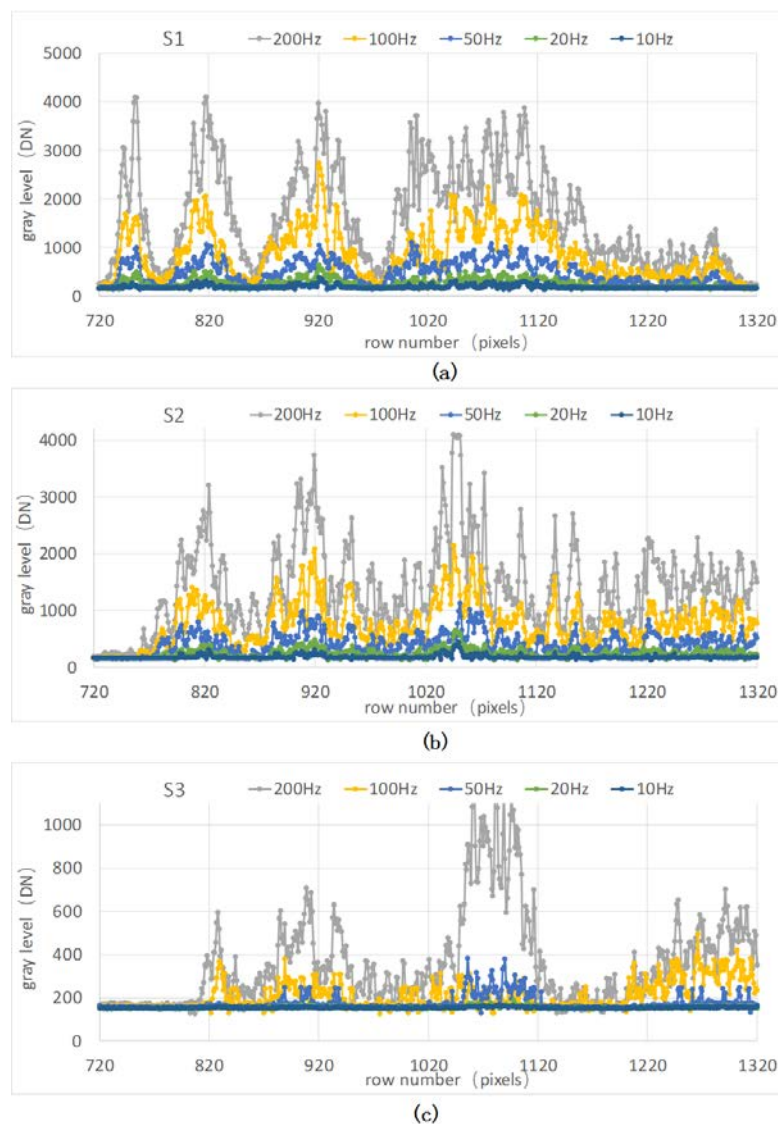 S1 200Hz 100Hz 50Hz 20Hz 10Hz
5000
4000
3000
2000
1000
0
gray level （DN）
720 820 920 1020 1120 1220 1320
row number （pixels）
(a)
S2 200Hz 100Hz 50Hz 20Hz 10Hz
4000
3000
2000
1000
0
gray level （DN）
720 820 920 1020 1120 1220 1320
row number （pixels）
(b)
S3 200Hz 100Hz 50Hz 20Hz 10Hz
1000
800
600
400
200
0
gray level （DN）
720 820 920 1020 1120 1220 1320
row number （pixels）
(c)